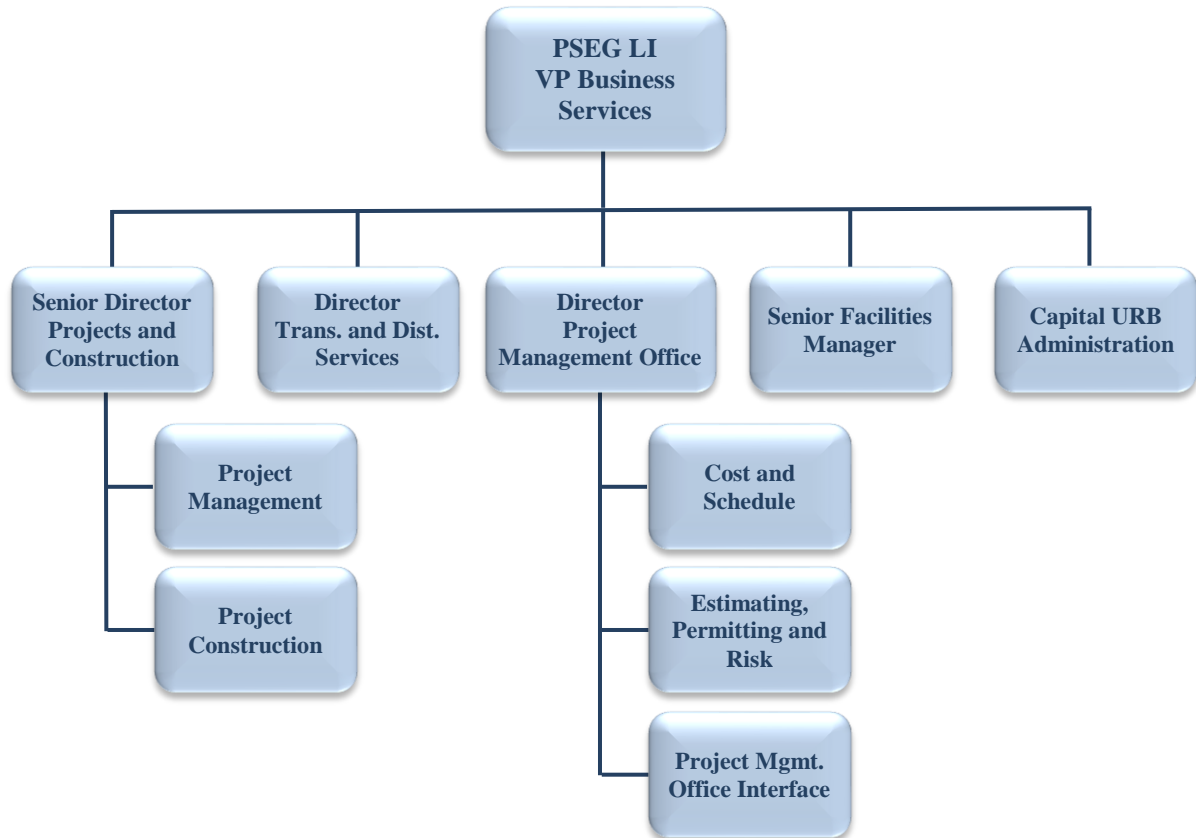 PSEG LI
VP Business
Services
Senior Director
Projects and
Construction
Director
Trans. and Dist.
Services
Director
Project
Management Office
Senior Facilities
Manager
Capital URB
Administration
Project
Management
Project
Construction
Cost and
Schedule
Estimating,
Permitting and
Risk
Project Mgmt.
Office Interface